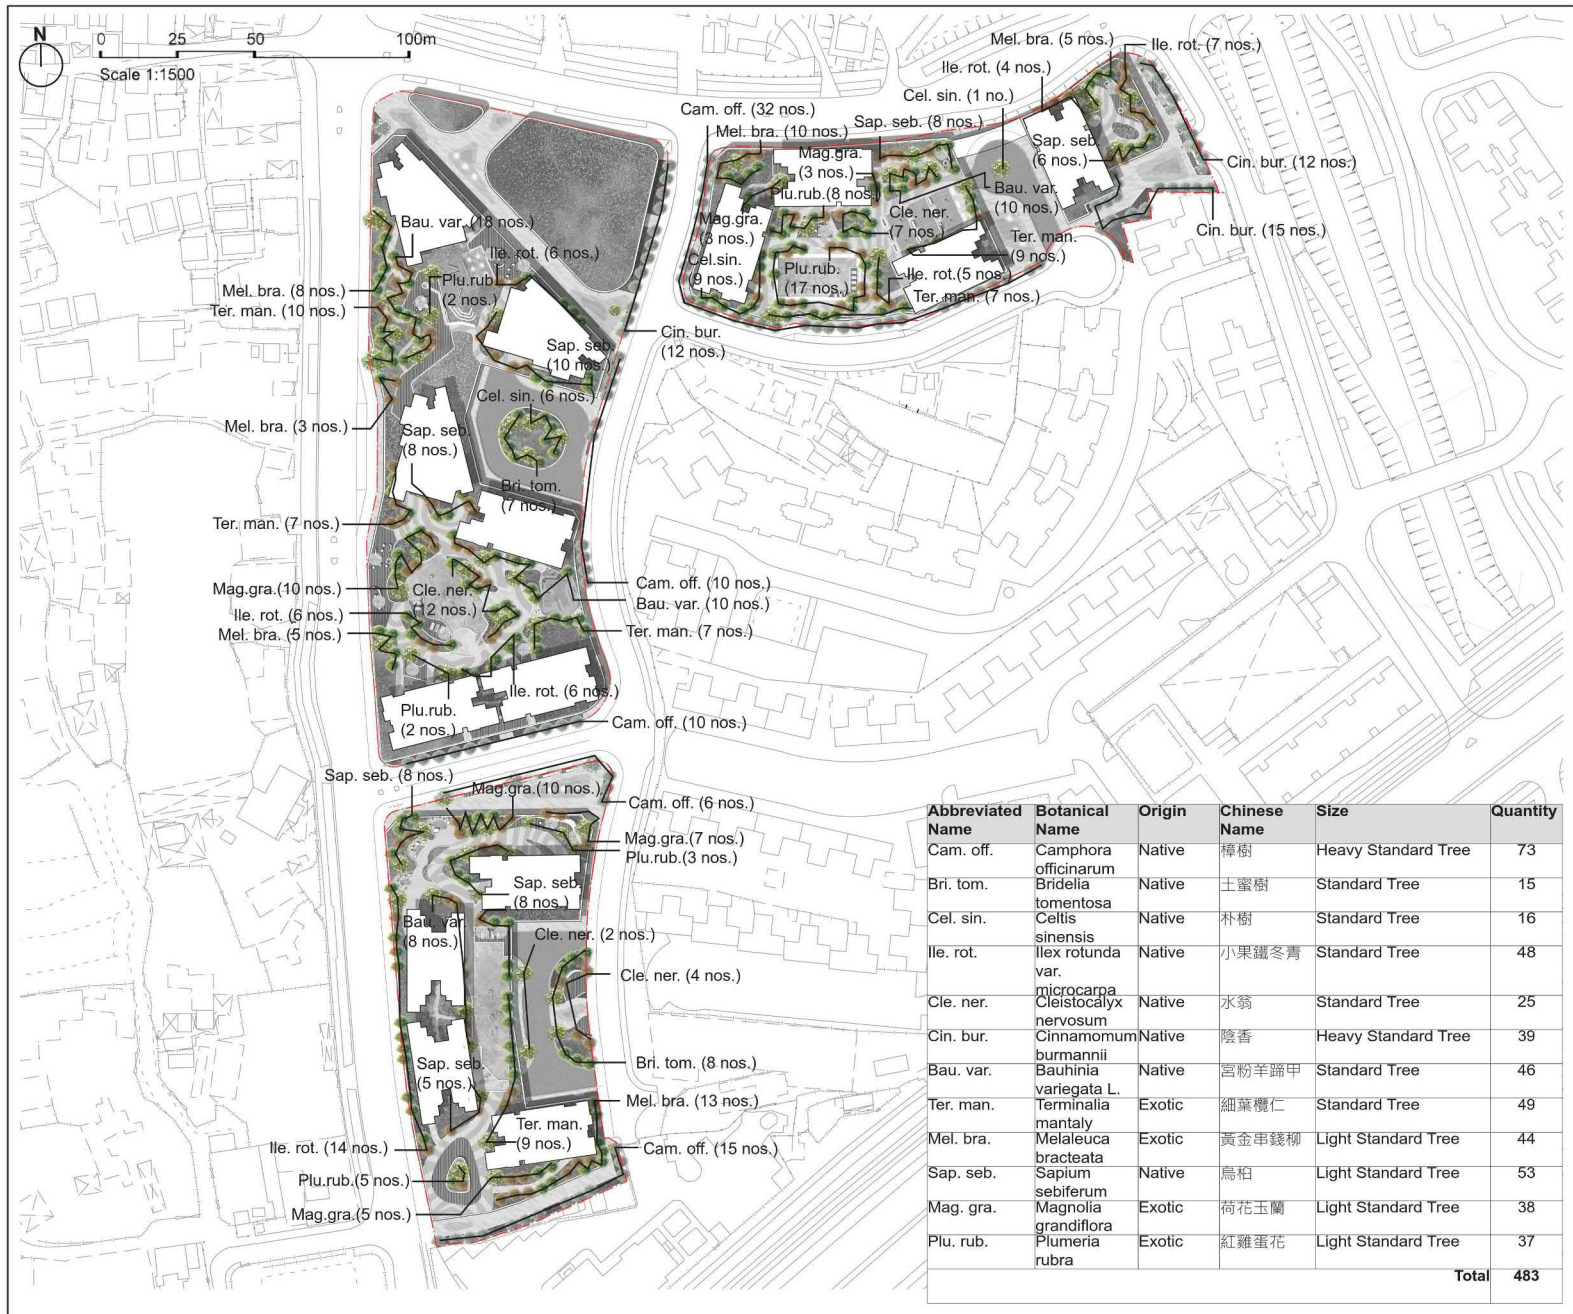 N
0 25 50 100m
Scale 1:1500
Mel. bra. (5 nos.)
Ile. rot. (7 nos.)
Ile. rot. (4 nos.)
Cam. off. (32 nos.)
Cel. sin. (1 no.)
Mel. bra. (10 nos.)
Sap. seb. (8 nos.)
Mag.gra.
(3 nos.)
Sap. seb.
(6 nos.)
Cin. bur. (12 nos.)
Plu.rub.(8 nos.)
Bau. var.
(10 nos.)
Mag.gra.
(3 nos.)
Cle. ner.
(7 nos.)
Cin. bur. (15 nos.)
Ter. man.
(9 nos.)
Cel.sin.
(9 nos.)
Plu.rub.
(17 nos.)
Ile. rot.(5 nos.)
Ter. man. (7 nos.)
Bau. var. (18 nos.)
Ile. rot. (6 nos.)
Plu.rub.
(2 nos.)
Mel. bra. (8 nos.)
Ter. man. (10 nos.)
Cin. bur.
(12 nos.)
Sap. seb.
(10 nos.)
Cel. sin. (6 nos.)
Mel. bra. (3 nos.)
Sap. seb.
(8 nos.)
Bri. tom.
(7 nos.)
Ter. man. (7 nos.)
Mag.gra.(10 nos.)
Cle. ner.
(12 nos.)
Cam. off. (10 nos.)
Bau. var. (10 nos.)
Ile. rot. (6 nos.)
Mel. bra. (5 nos.)
Ter. man. (7 nos.)
Ile. rot. (6 nos.)
Plu.rub.
(2 nos.)
Cam. off. (10 nos.)
Sap. seb. (8 nos.)
Mag.gra.(10 nos.)
Cam. off. (6 nos.)
Mag.gra.(7 nos.)
Plu.rub.(3 nos.)
Sap. seb.
(8 nos.)
Bau. var.
(8 nos.)
Cle. ner. (2 nos.)
Cle. ner. (4 nos.)
Sap. seb.
(5 nos.)
Bri. tom. (8 nos.)
Mel. bra. (13 nos.)
Ter. man.
(9 nos.)
Ile. rot. (14 nos.)
Cam. off. (15 nos.)
Plu.rub.(5 nos.)
Mag.gra.(5 nos.)
Abbreviated Name Botanical Name Origin Chinese Name Size Quantity
Cam. off. Camphora officinarum Native 樟樹 Heavy Standard Tree 73
Bri. tom. Bridelia tomentosa Native 土蜜樹 Standard Tree 15
Cel. sin. Celtis sinensis Native 朴樹 Standard Tree 16
Ile. rot. Ilex rotunda var. microcarpa Native 小果鐵冬青 Standard Tree 48
Cle. ner. Cleistocalyx nervosum Native 水翁 Standard Tree 25
Cin. bur. Cinnamomum burmannii Native 陰香 Heavy Standard Tree 39
Bau. var. Bauhinia variegata L. Native 宮粉羊蹄甲 Standard Tree 46
Ter. man. Terminalia mantaly Exotic 細葉欖仁 Standard Tree 49
Mel. bra. Melaleuca bracteata Exotic 黃金串錢柳 Light Standard Tree 44
Sap. seb. Sapium sebiferum Native 烏桕 Light Standard Tree 53
Mag. gra. Magnolia grandiflora Exotic 荷花玉蘭 Light Standard Tree 38
Plu. rub. Plumeria rubra Exotic 紅雞蛋花 Light Standard Tree 37
Total 483